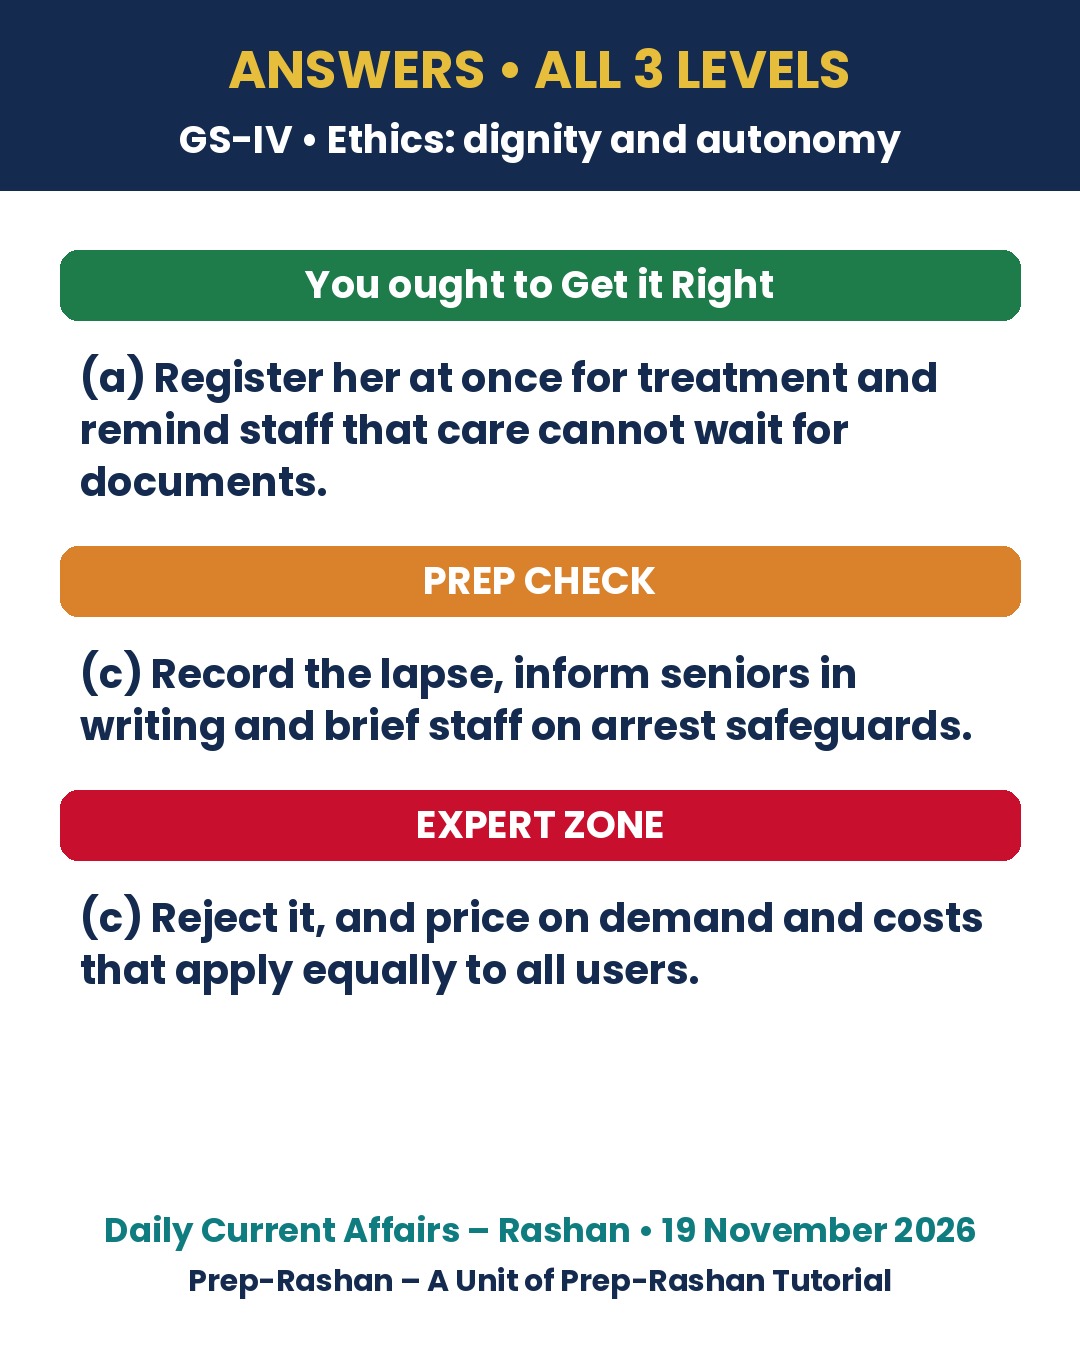 ANSWERS • ALL 3 LEVELS
GS-IV • Ethics: dignity and autonomy
You ought to Get it Right
(a) Register her at once for treatment and
remind staff that care cannot wait for
documents.
PREP CHECK
(c) Record the lapse, inform seniors in
writing and brief staff on arrest safeguards.
EXPERT ZONE
(c) Reject it, and price on demand and costs
that apply equally to all users.
Daily Current Affairs – Rashan • 19 November 2026
Prep-Rashan – A Unit of Prep-Rashan Tutorial